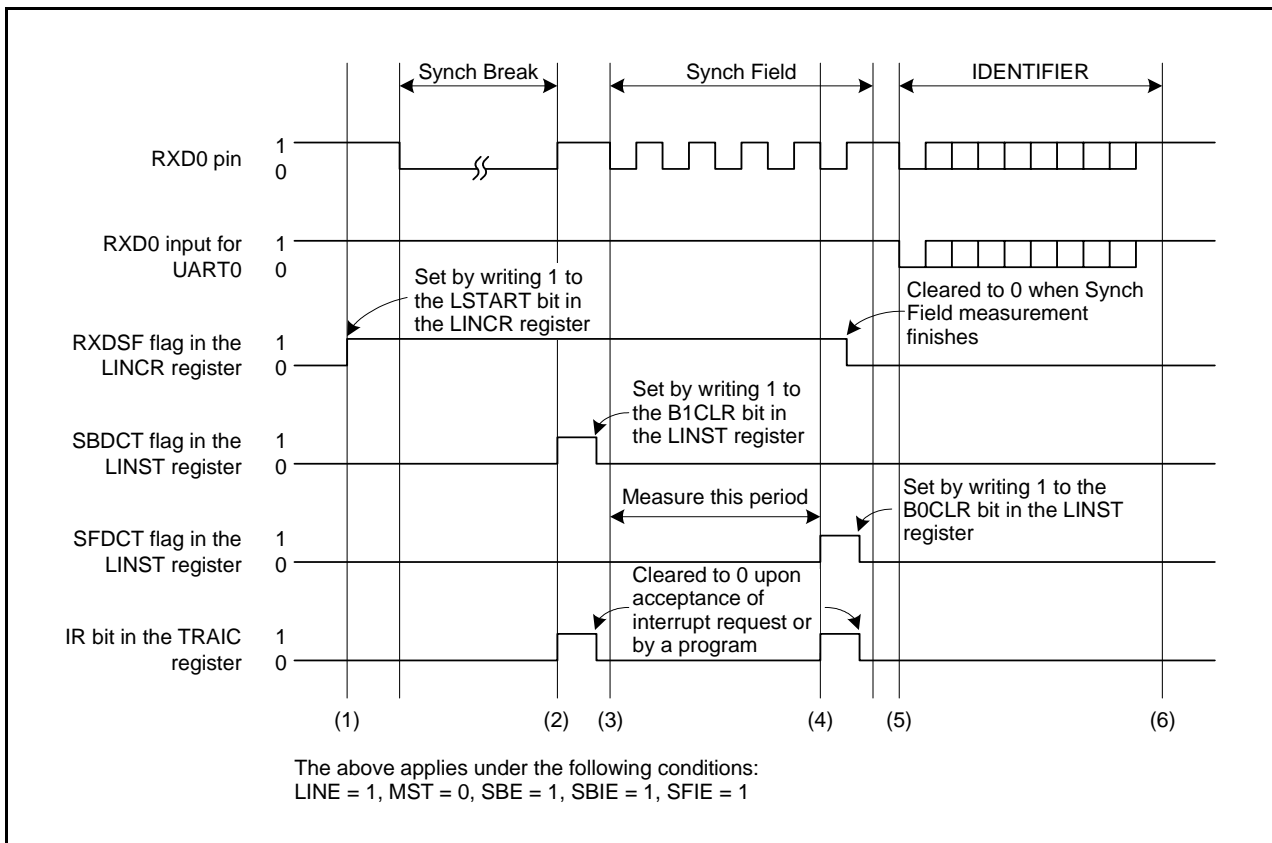 Synch Break
Synch Field
IDENTIFIER
RXD0 pin
1
0
RXD0 input for
UART0
1
0
Set by writing 1 to
the LSTART bit in
the LINCR register
Cleared to 0 when Synch
Field measurement
finishes
RXDSF flag in the
LINCR register
1
0
Set by writing 1 to
the B1CLR bit in
the LINST register
SBDCT flag in the
LINST register
1
0
Measure this period
Set by writing 1 to the
B0CLR bit in the LINST
register
SFDCT flag in the
LINST register
1
0
Cleared to 0 upon
acceptance of
interrupt request or
by a program
IR bit in the TRAIC
register
1
0
(1)
(2)
(3)
(4)
(5)
(6)
The above applies under the following conditions:
LINE = 1, MST = 0, SBE = 1, SBIE = 1, SFIE = 1